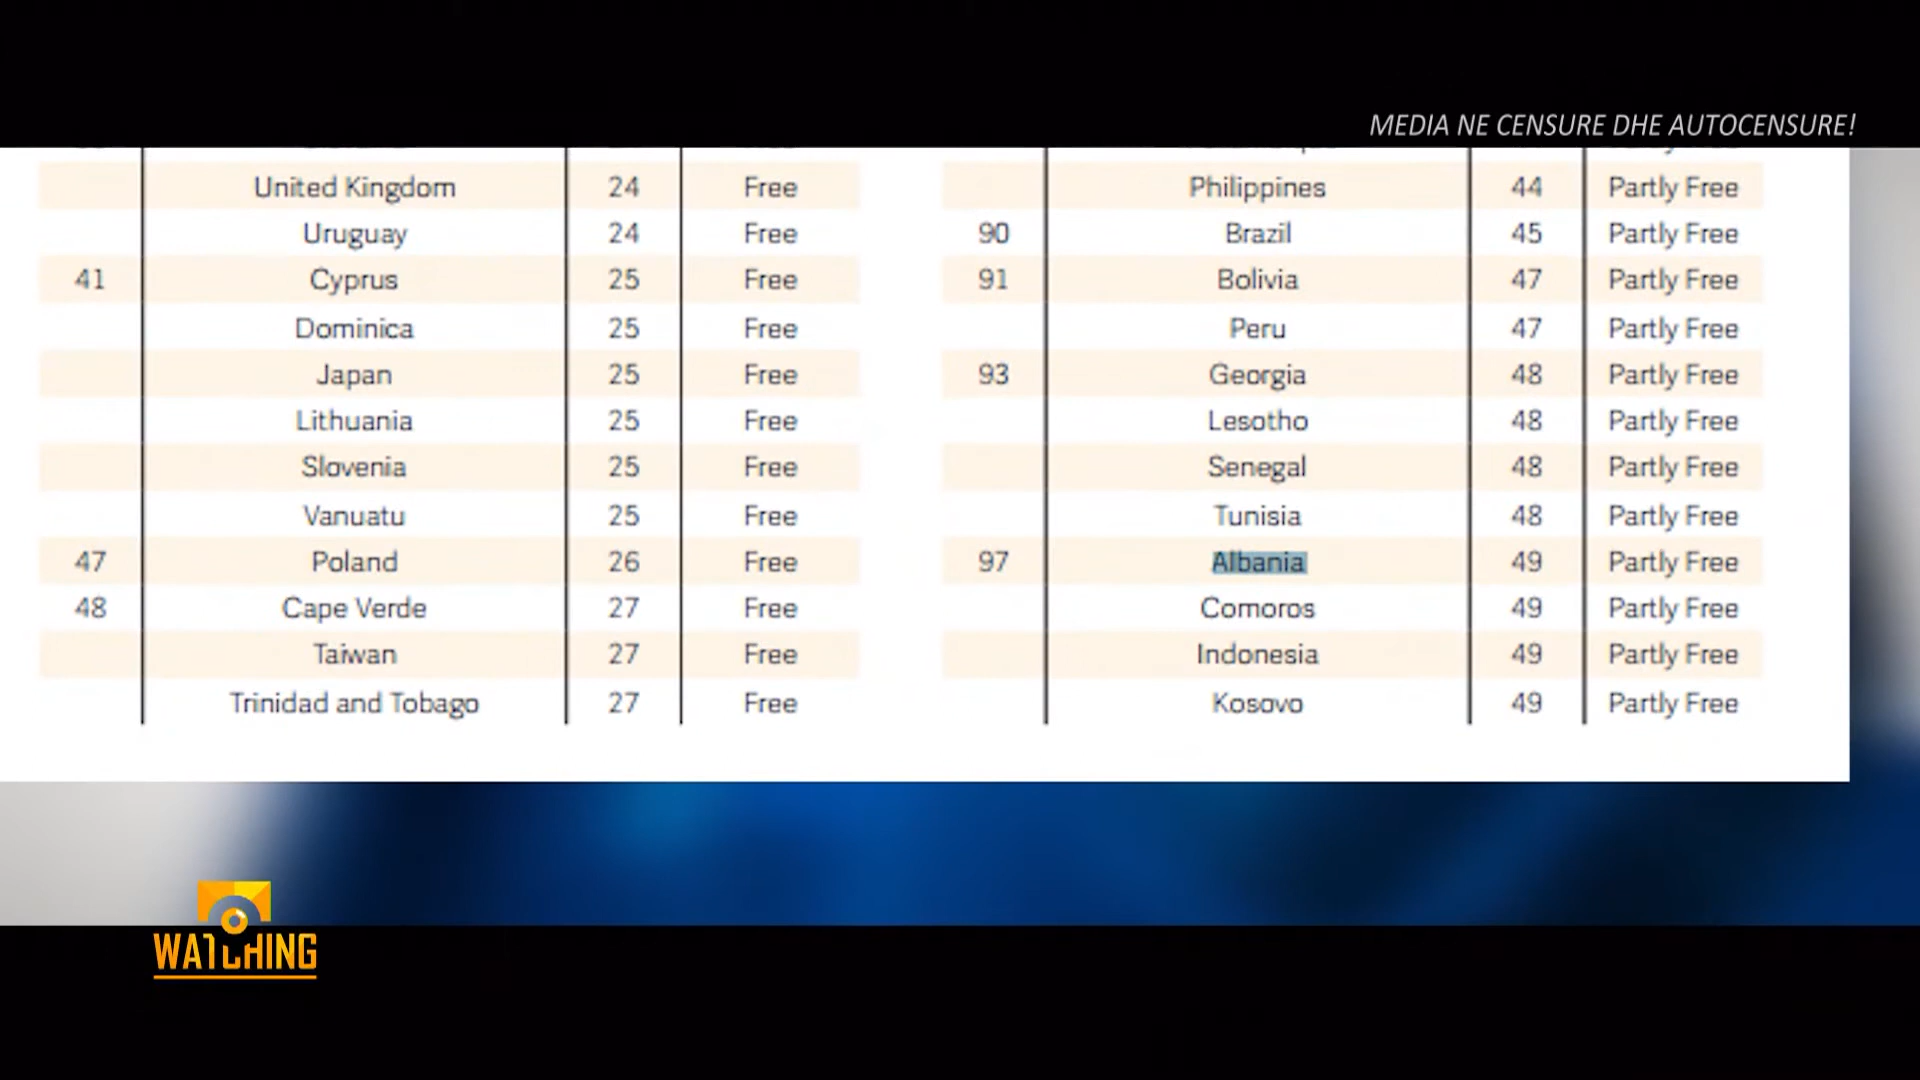 MEDIA NE CENSURE DHE AUTOCENSURE!
United Kingdom 24 Free
Uruguay 24 Free
41 Cyprus 25 Free
Dominica 25 Free
Japan 25 Free
Lithuania 25 Free
Slovenia 25 Free
Vanuatu 25 Free
47 Poland 26 Free
48 Cape Verde 27 Free
Taiwan 27 Free
Trinidad and Tobago 27 Free
Philippines 44 Partly Free
90 Brazil 45 Partly Free
91 Bolivia 47 Partly Free
Peru 47 Partly Free
93 Georgia 48 Partly Free
Lesotho 48 Partly Free
Senegal 48 Partly Free
Tunisia 48 Partly Free
97 Albania 49 Partly Free
Comoros 49 Partly Free
Indonesia 49 Partly Free
Kosovo 49 Partly Free
WATCHING